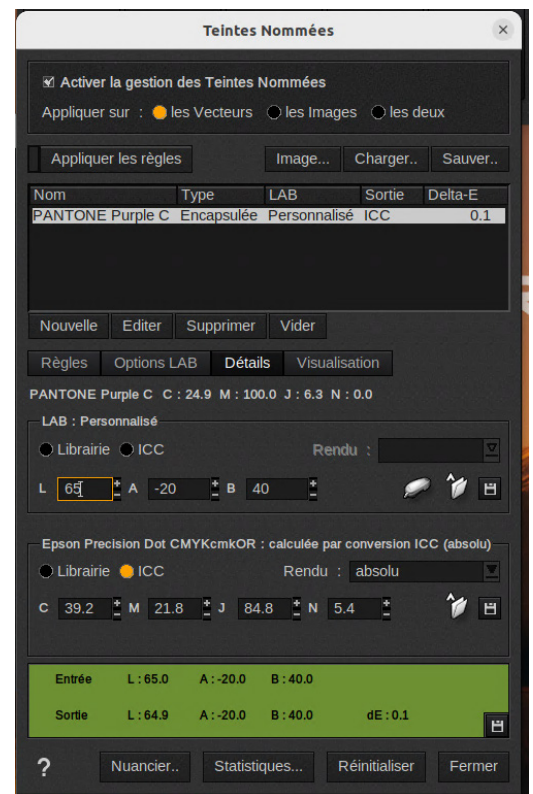 Teintes Nommées
Activer la gestion des Teintes Nommées
Appliquer sur : les Vecteurs les Images les deux
Appliquer les règles Image... Charger.. Sauver..
Nom Type LAB Sortie Delta-E
PANTONE Purple C Encapsulée Personnalisé ICC 0.1
Nouvelle Editer Supprimer Vider
Règles Options LAB Détails Visualisation
PANTONE Purple C C : 24.9 M : 100.0 J : 6.3 N : 0.0
LAB : Personnalisé
Librairie ICC Rendu :
L 65 A -20 B 40
Epson Precision Dot CMYKcmkOR : calculée par conversion ICC (absolu)
Librairie ICC Rendu : absolu
C 39.2 M 21.8 J 84.8 N 5.4
Entrée L : 65.0 A : -20.0 B : 40.0
Sortie L : 64.9 A : -20.0 B : 40.0 dE : 0.1
? Nuancier.. Statistiques... Réinitialiser Fermer